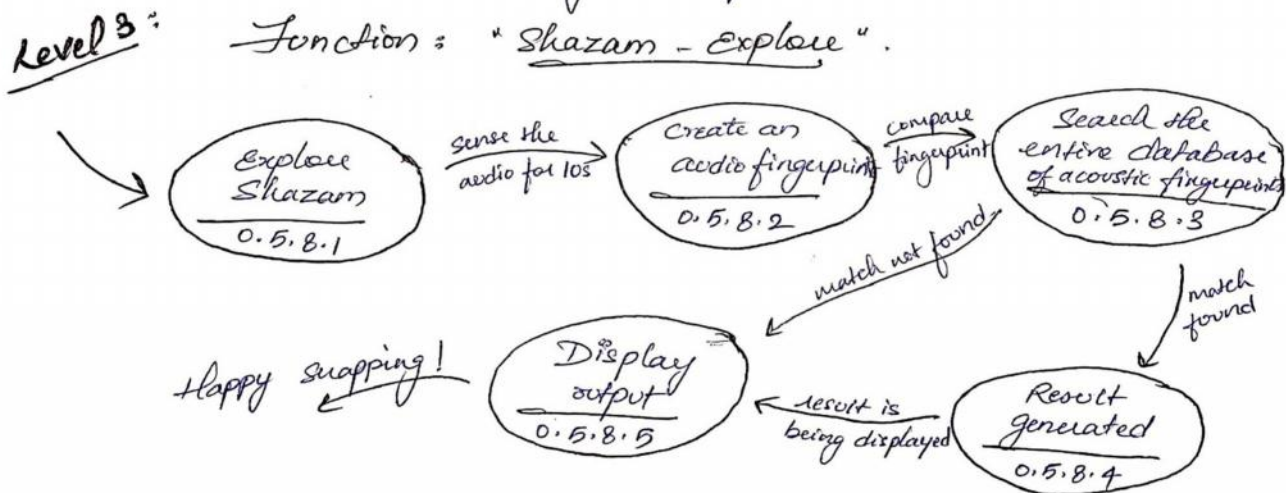 Level 3:
Function: "Shazam - Explore".
Explore
Shazam
0.5.8.1
sense the
audio for 10s
Create an
audio fingerprint
0.5.8.2
compare
fingerprint
Search the
entire database
of acoustic fingerprints
0.5.8.3
match not found
match
found
Happy snapping!
Display
output
0.5.8.5
result is
being displayed
Result
generated
0.5.8.4